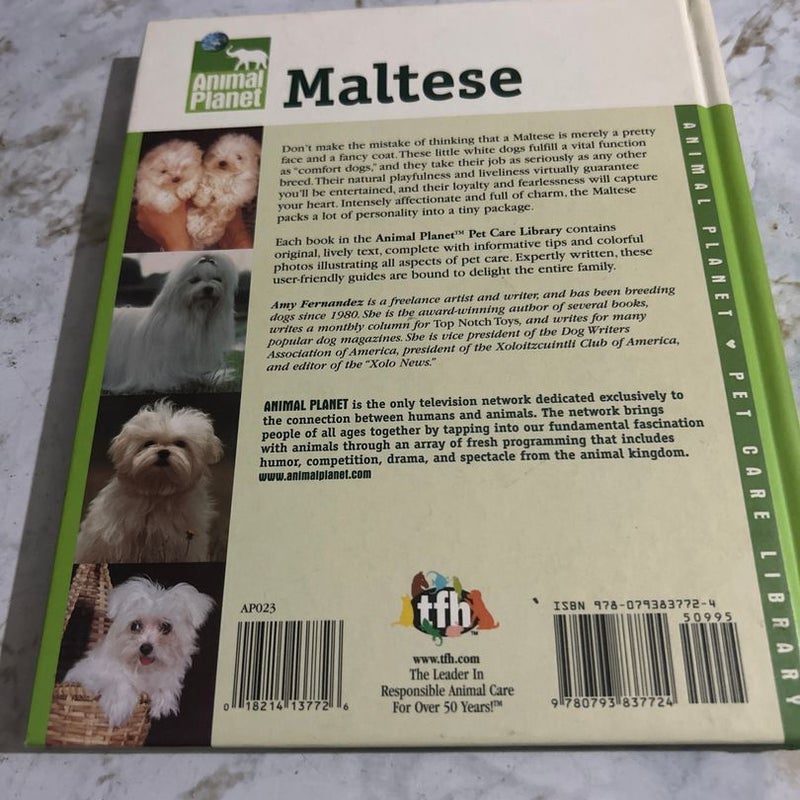 Animal
Planet
Maltese
Don't make the mistake of thinking that a Maltese is merely a pretty
face and a fancy coat. These little white dogs fulfill a vital function
as "comfort dogs," and they take their job as seriously as any other
breed. Their natural playfulness and liveliness virtually guarantee
you'll be entertained, and their loyalty and fearlessness will capture
your heart. Intensely affectionate and full of charm, the Maltese
packs a lot of personality into a tiny package.
Each book in the Animal Planet™ Pet Care Library contains
original, lively text, complete with informative tips and colorful
photos illustrating all aspects of pet care. Expertly written, these
user-friendly guides are bound to delight the entire family.
Amy Fernandez is a freelance artist and writer, and has been breeding
dogs since 1980. She is the award-winning author of several books,
writes a monthly column for Top Notch Toys, and writes for many
popular dog magazines. She is vice president of the Dog Writers
Association of America, president of the Xoloitzcuintli Club of America,
and editor of the "Xolo News."
ANIMAL PLANET is the only television network dedicated exclusively to
the connection between humans and animals. The network brings
people of all ages together by tapping into our fundamental fascination
with animals through an array of fresh programming that includes
humor, competition, drama, and spectacle from the animal kingdom.
www.animalplanet.com
AP023
0 18214 13772 6
tfh™
www.tfh.com
The Leader In
Responsible Animal Care
For Over 50 Years!™
ISBN 978-079383772-4
50995
9 780793 837724
ANIMAL PLANET ♥ PET CARE LIBRARY